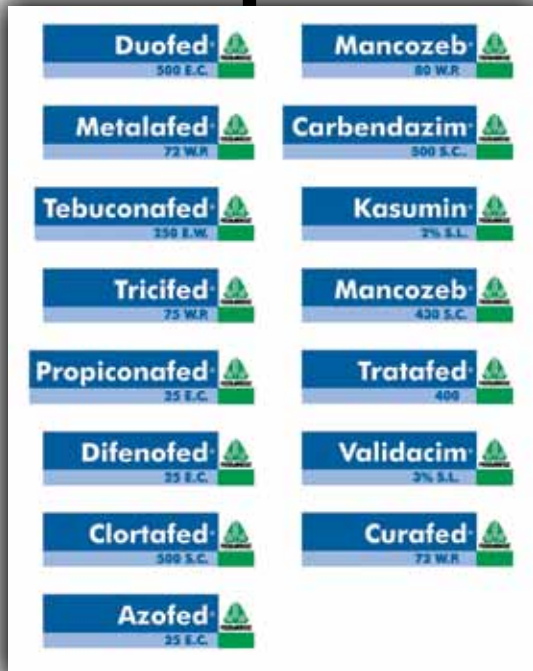 Duofed
500 E.C.
Metalafed
72 W.P.
Tebuconafed
250 E.W.
Tricifed
75 W.P.
Propiconafed
25 E.C.
Difenofed
25 E.C.
Clortafed
500 S.C.
Azofed
25 E.C.
Mancozeb
80 W.P.
Carbendazim
500 S.C.
Kasumin
2% S.L.
Mancozeb
430 S.C.
Tratafed
400
Validacim
3% S.L.
Curafed
72 W.P.